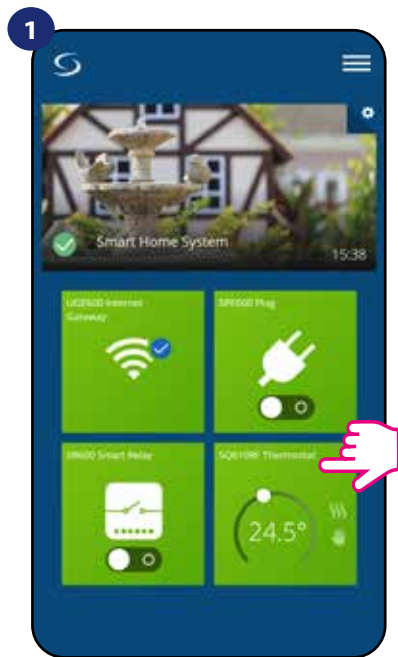 1
Smart Home System
15:38
UGE600 Internet
Gateway
SPE600 Plug
SR600 Smart Relay
SQ610RF Thermostat
24.5°